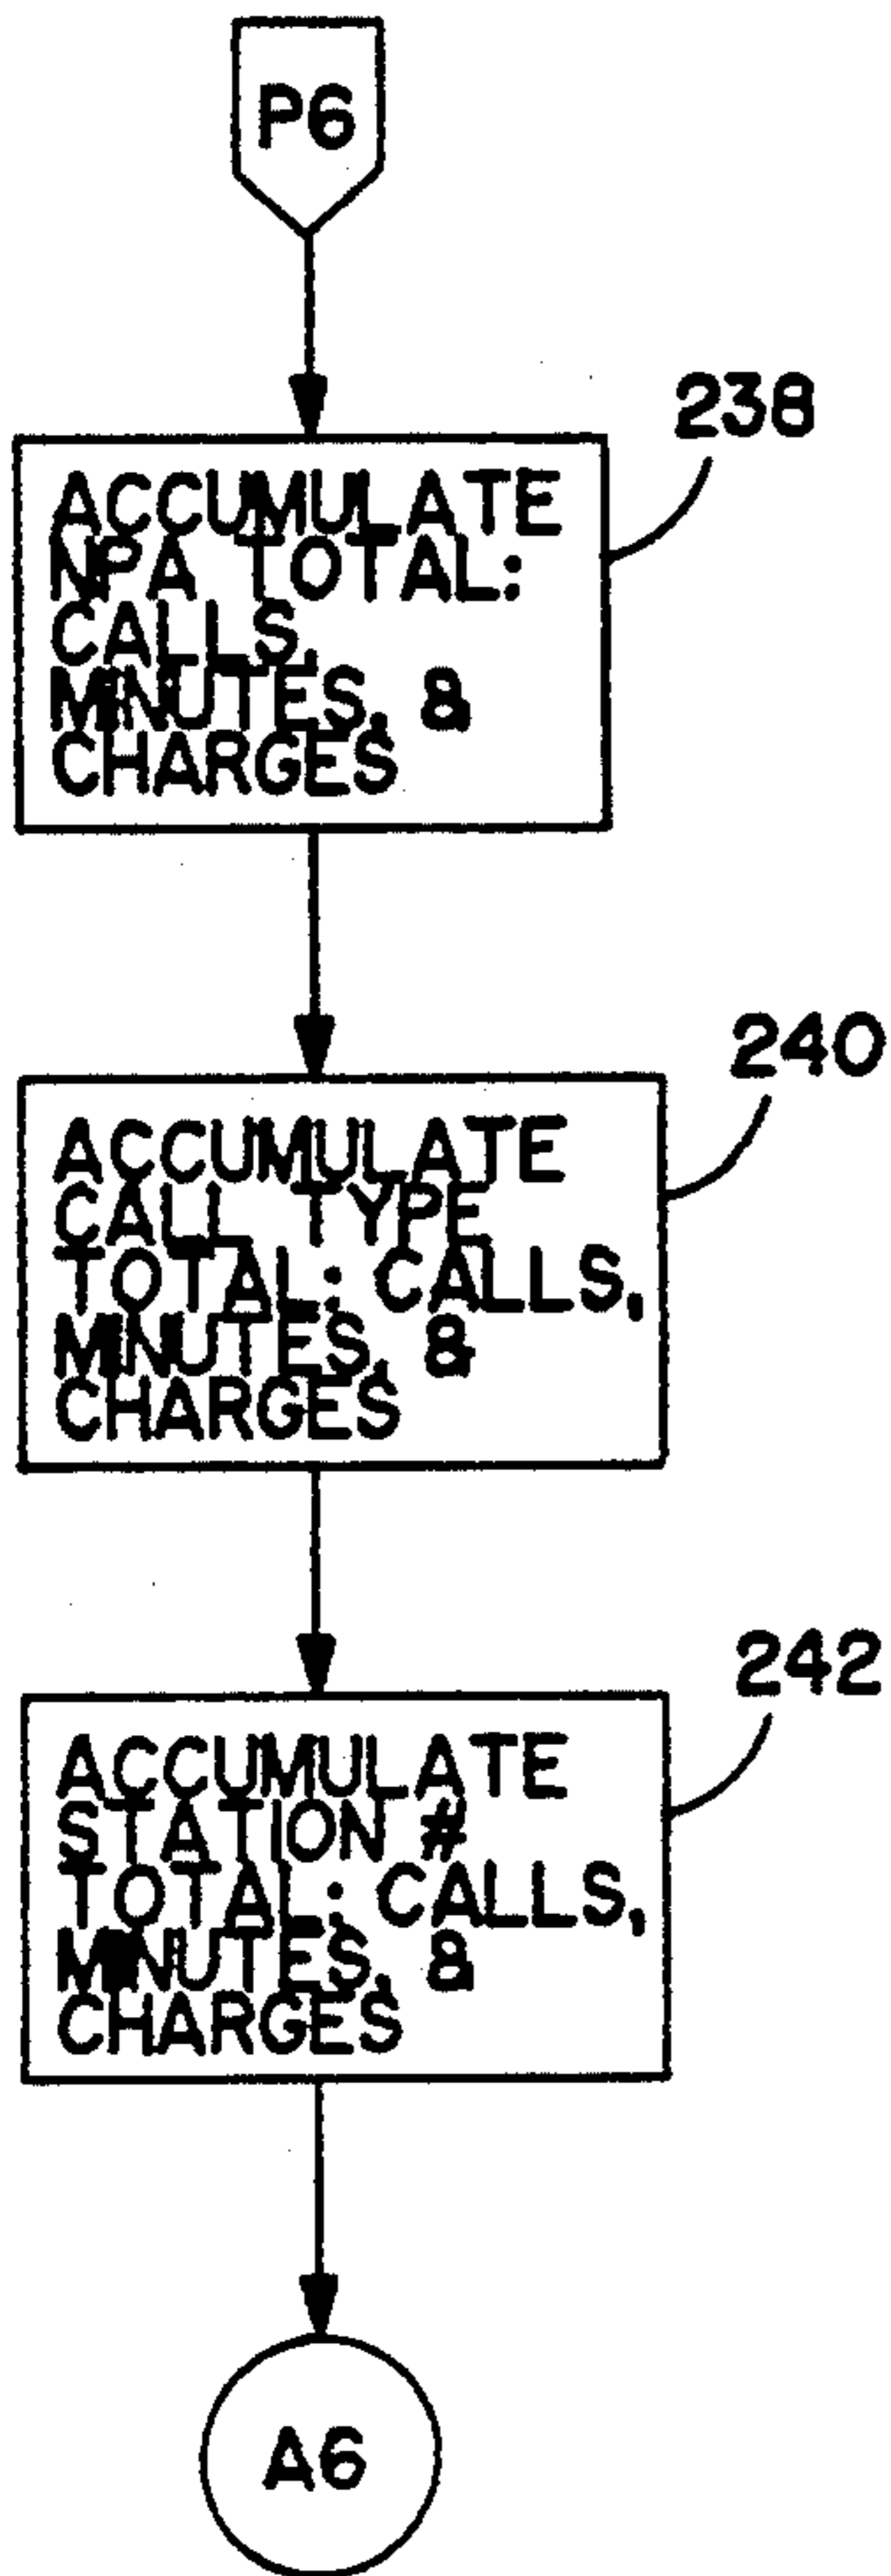 P6
238
ACCUMULATE
NPA TOTAL:
CALLS,
MINUTES, &
CHARGES
240
ACCUMULATE
CALL TYPE
TOTAL: CALLS,
MINUTES, &
CHARGES
242
ACCUMULATE
STATION #
TOTAL: CALLS,
MINUTES, &
CHARGES
A6